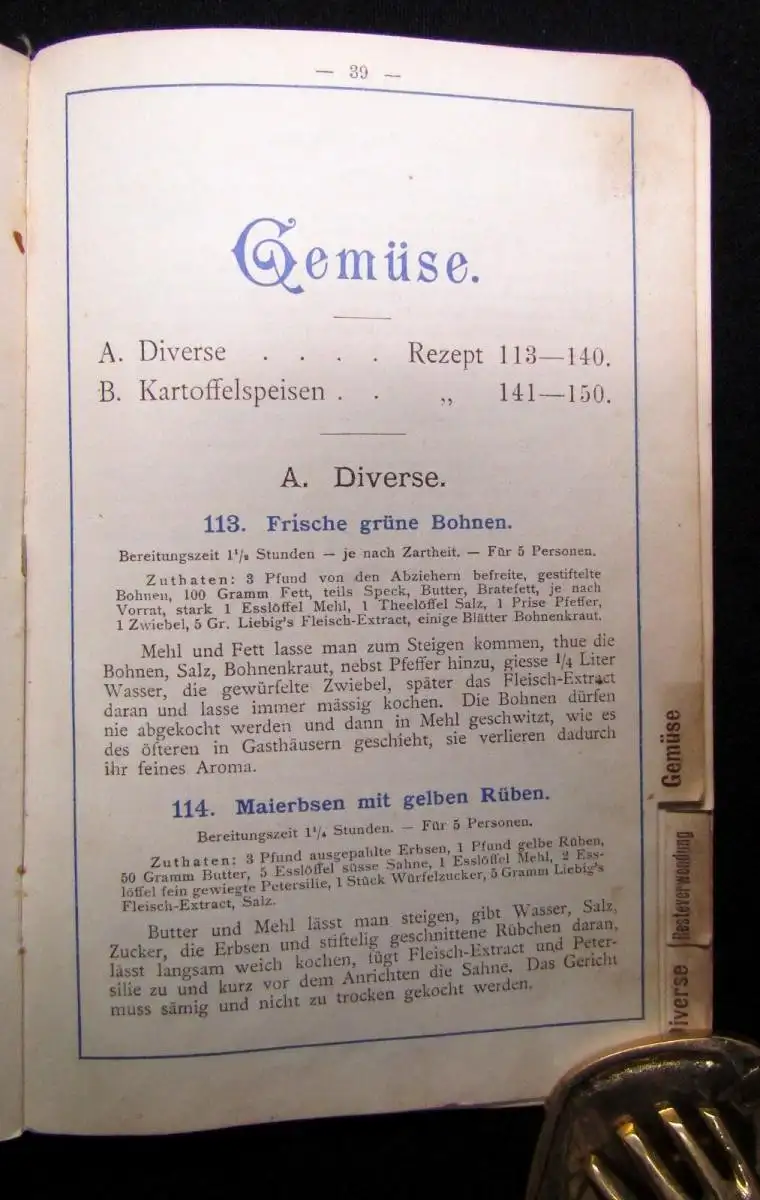 — 39 —
Gemüse.
A. Diverse . . . . Rezept 113—140.
B. Kartoffelspeisen . . „ 141—150.
A. Diverse.
113. Frische grüne Bohnen.
Bereitungszeit 1¹/₂ Stunden — je nach Zartheit. — Für 5 Personen.
Zuthaten: 3 Pfund von den Abziehern befreite, gestiftelte
Bohnen, 100 Gramm Fett, teils Speck, Butter, Bratefett, je nach
Vorrat, stark 1 Esslöffel Mehl, 1 Theelöffel Salz, 1 Prise Pfeffer,
1 Zwiebel, 5 Gr. Liebig's Fleisch-Extract, einige Blätter Bohnenkraut.
Mehl und Fett lasse man zum Steigen kommen, thue die
Bohnen, Salz, Bohnenkraut, nebst Pfeffer hinzu, giesse ¹/₄ Liter
Wasser, die gewürfelte Zwiebel, später das Fleisch-Extract
daran und lasse immer mässig kochen. Die Bohnen dürfen
nie abgekocht werden und dann in Mehl geschwitzt, wie es
des öfteren in Gasthäusern geschieht, sie verlieren dadurch
ihr feines Aroma.
114. Maierbsen mit gelben Rüben.
Bereitungszeit 1¹/₄ Stunden. — Für 5 Personen.
Zuthaten: 3 Pfund ausgepahlte Erbsen, 1 Pfund gelbe Rüben,
50 Gramm Butter, 5 Esslöffel süsse Sahne, 1 Esslöffel Mehl, 2 Ess-
löffel fein gewiegte Petersilie, 1 Stück Würfelzucker, 5 Gramm Liebig's
Fleisch-Extract, Salz.
Butter und Mehl lässt man steigen, gibt Wasser, Salz,
Zucker, die Erbsen und stiftelig geschnittene Rübchen daran,
lässt langsam weich kochen, fügt Fleisch-Extract und Peter-
silie zu und kurz vor dem Anrichten die Sahne. Das Gericht
muss sämig und nicht zu trocken gekocht werden.
Gemüse
Resteverwendung
Diverse